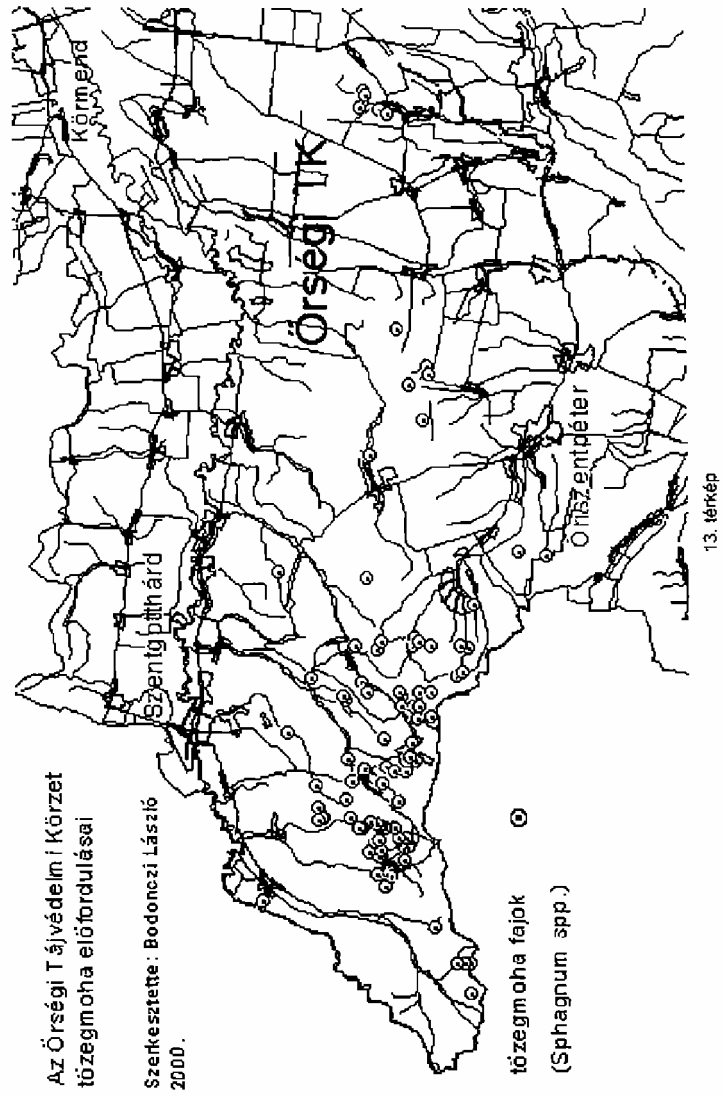 Az Őrségi Tájvédelmi Körzet
tőzegmoha előfordulásai
Szerkesztette: Bodonczi László
2000.
Körmend
Szentgotthárd
Őrségi TK
Őriszentpéter
tőzegmoha fajok
(Sphagnum spp.)
13. térkép